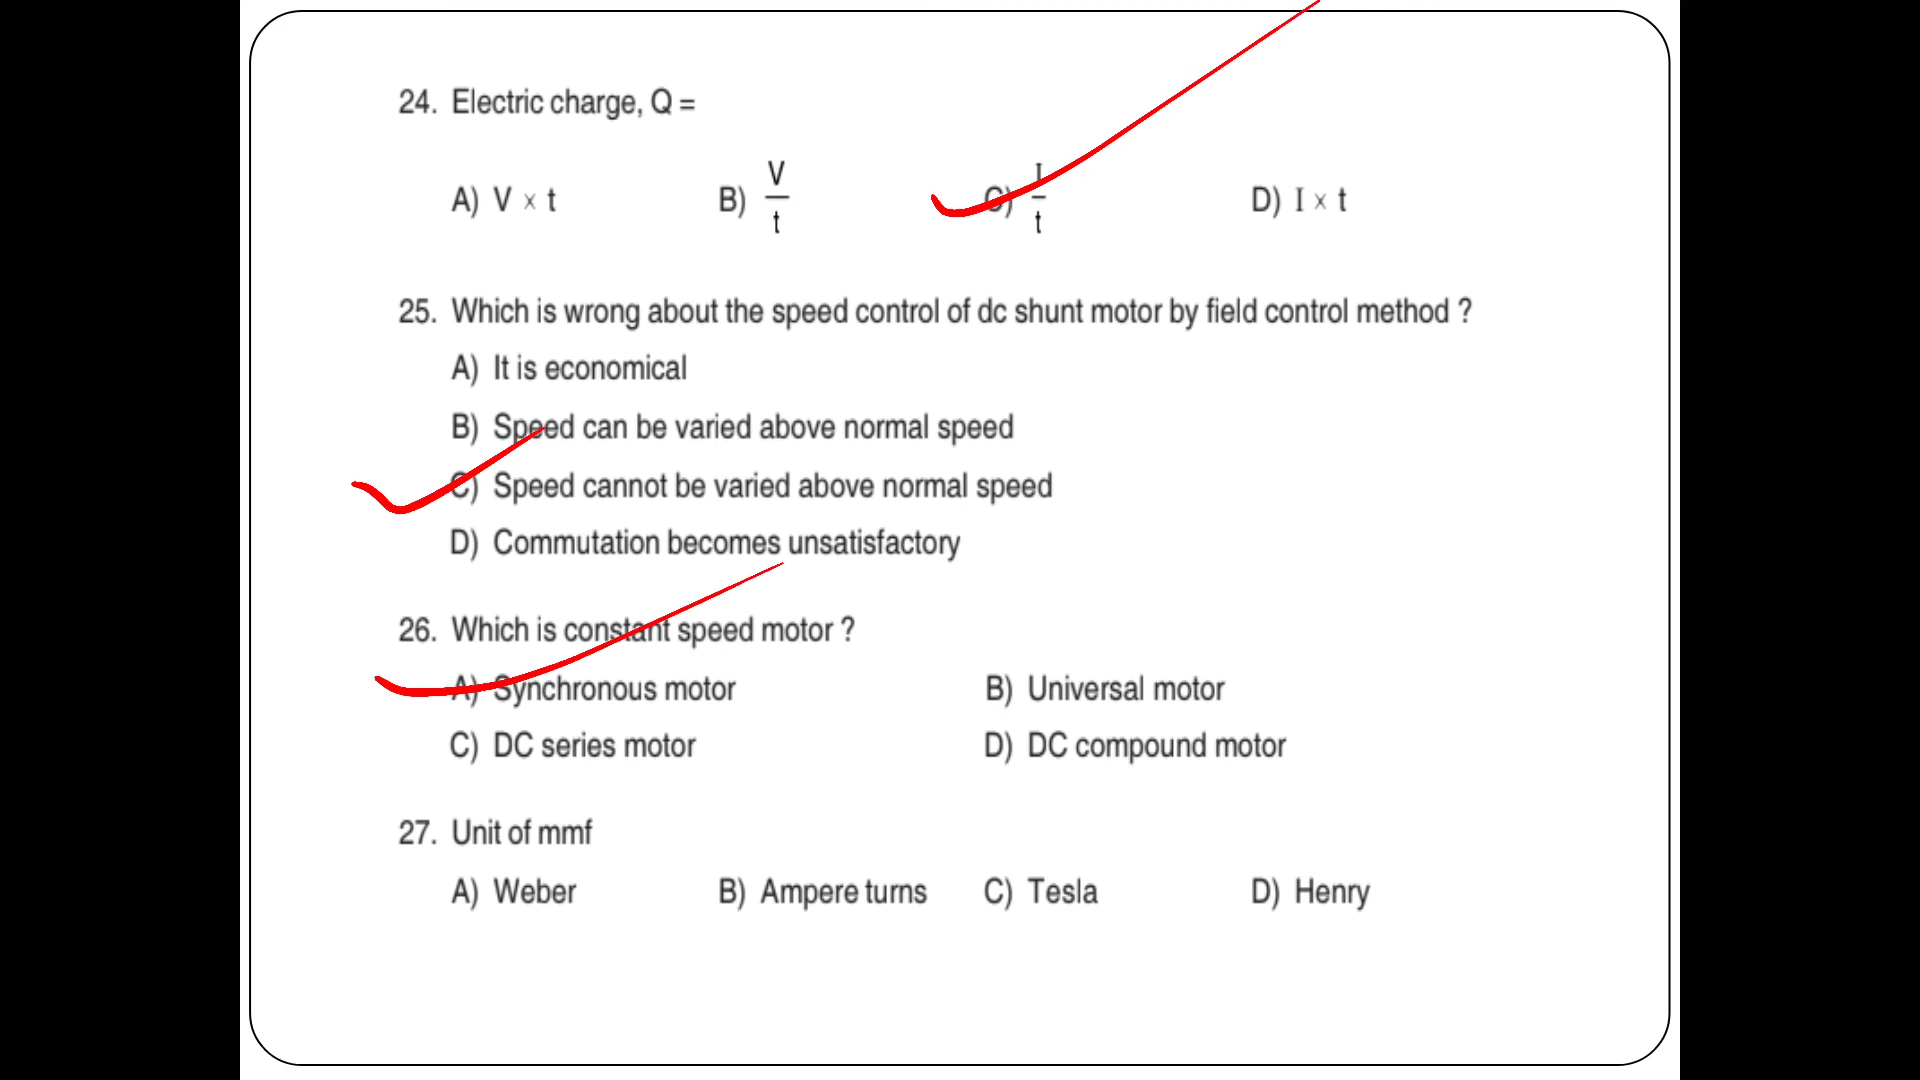 24. Electric charge, Q =
A) V × t B) V/t C) I/t D) I × t
25. Which is wrong about the speed control of dc shunt motor by field control method ?
A) It is economical
B) Speed can be varied above normal speed
C) Speed cannot be varied above normal speed
D) Commutation becomes unsatisfactory
26. Which is constant speed motor ?
A) Synchronous motor B) Universal motor
C) DC series motor D) DC compound motor
27. Unit of mmf
A) Weber B) Ampere turns C) Tesla D) Henry